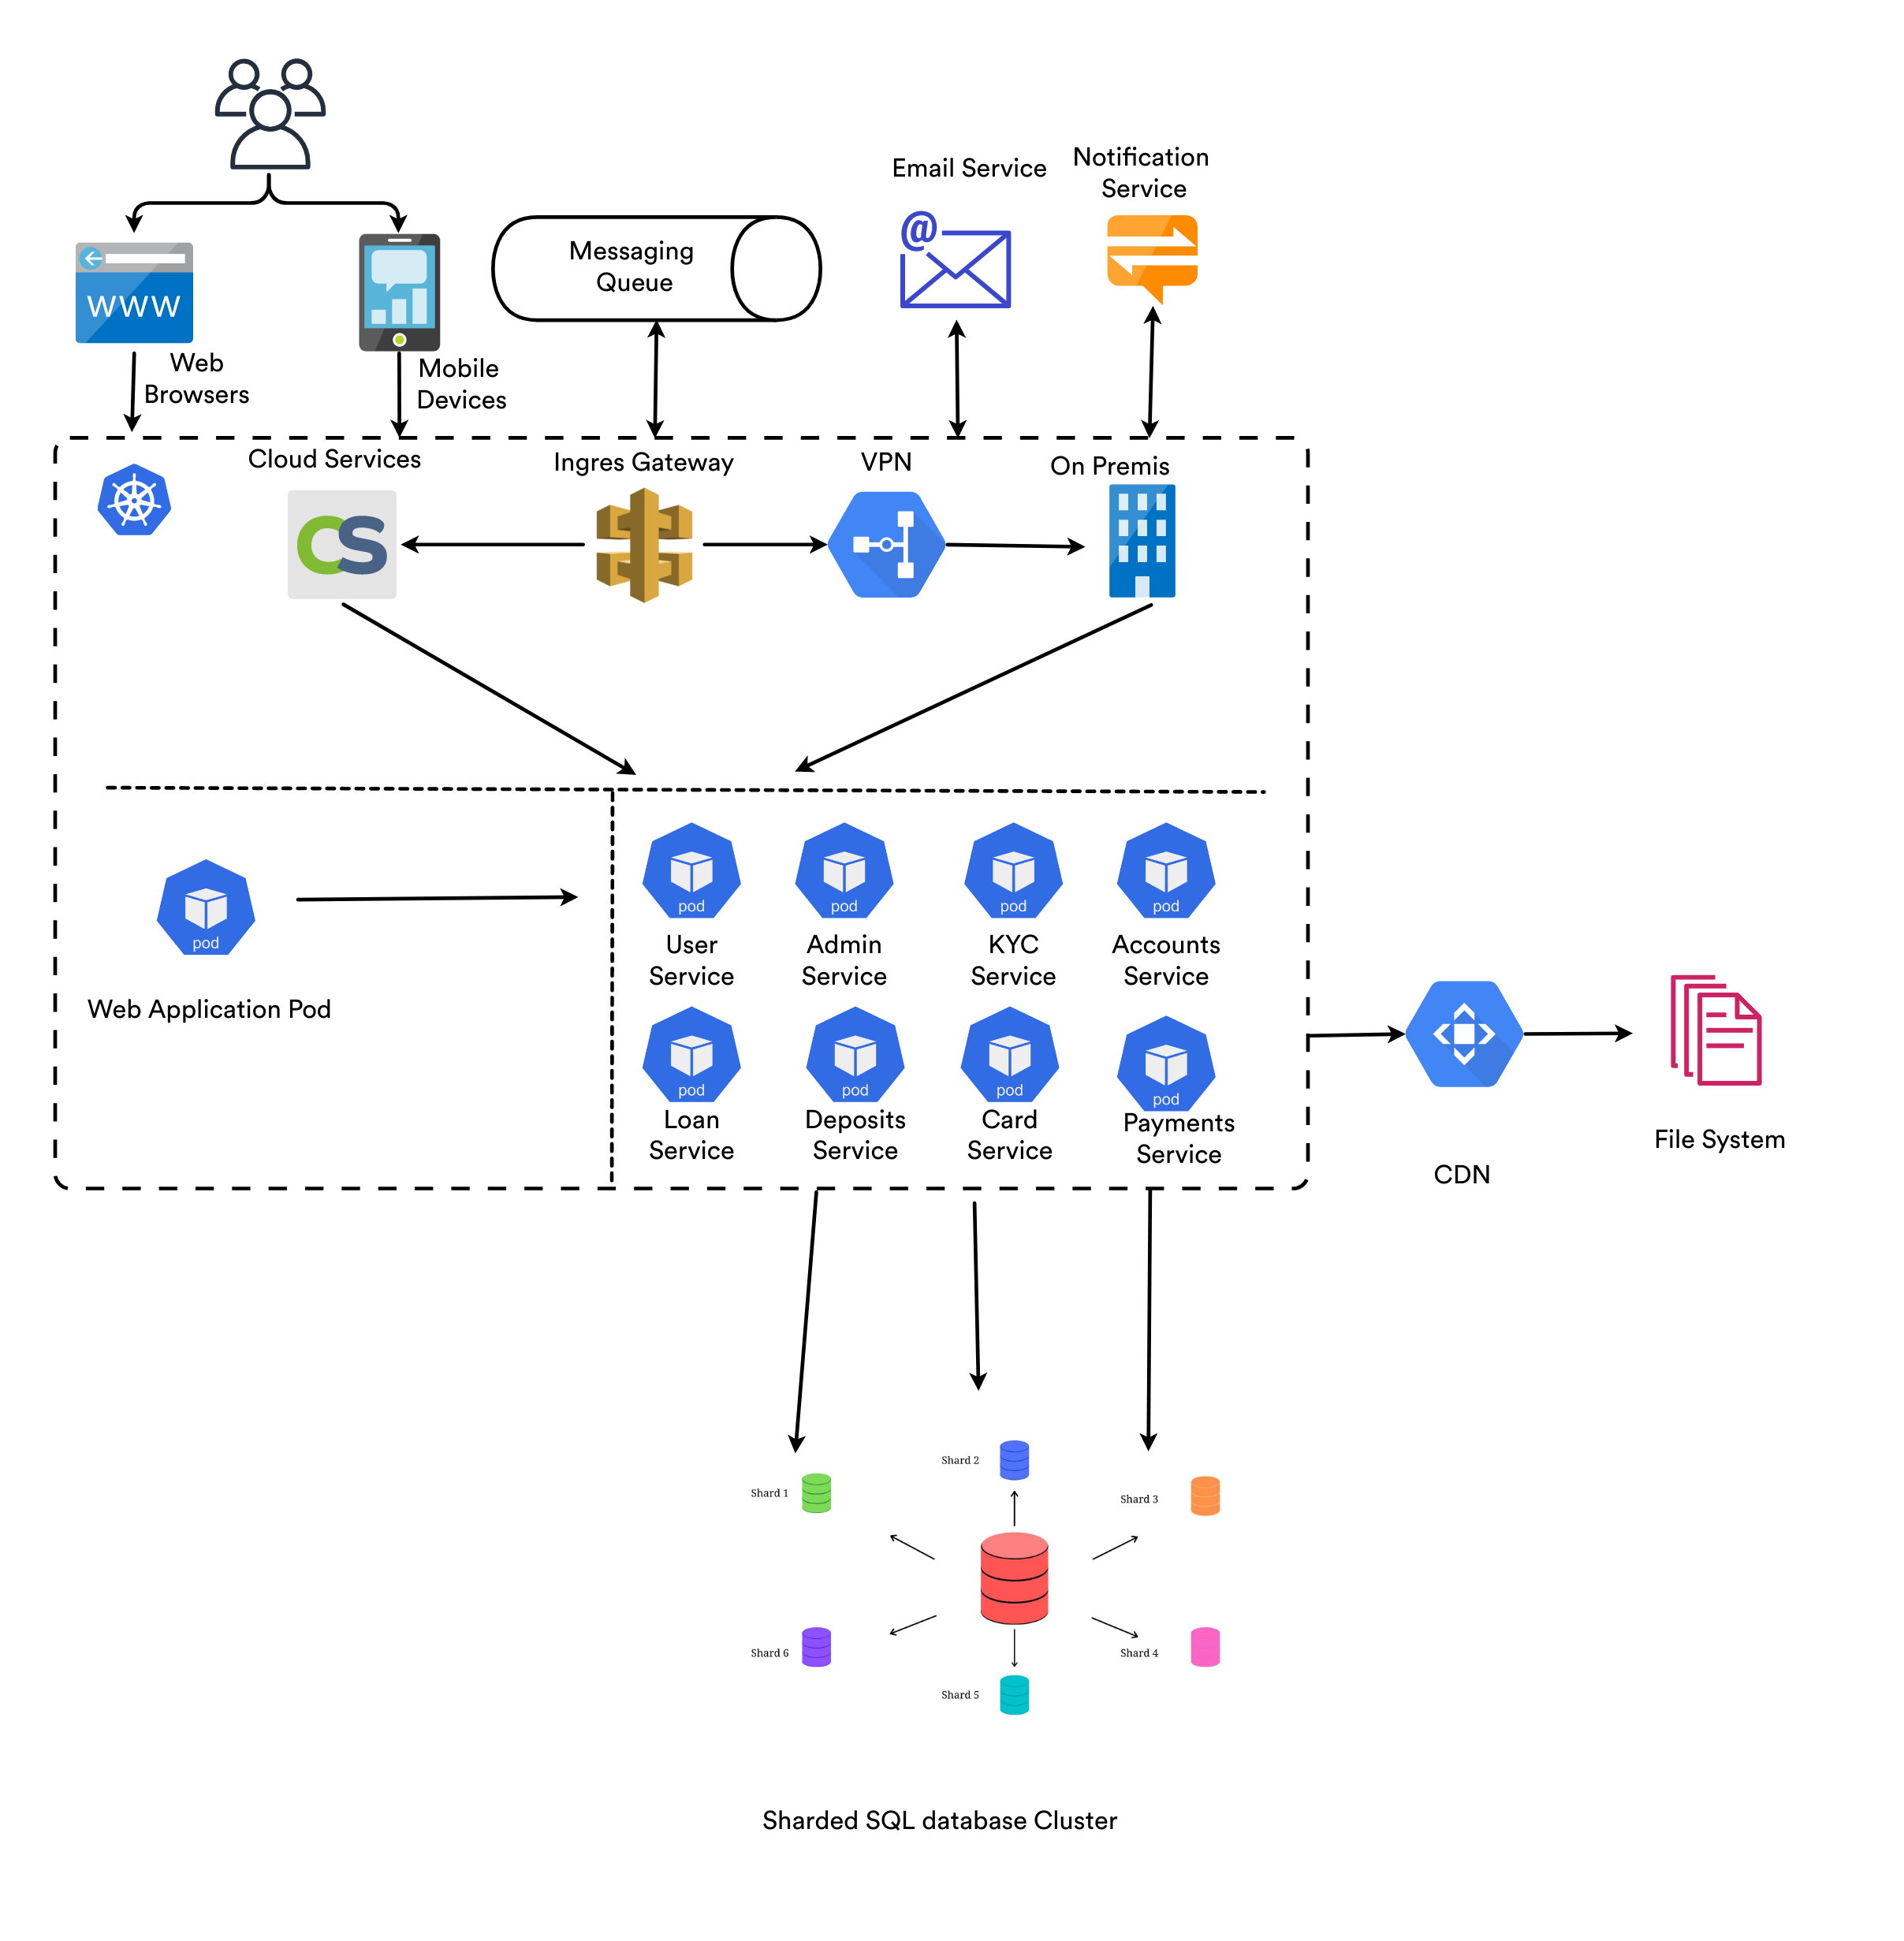 Email Service
Notification
Service
@
Messaging
Queue
WWW
Web
Browsers
Mobile
Devices
Cloud Services
Ingres Gateway
VPN
On Premis
CS
pod
pod
pod
pod
pod
User
Service
Admin
Service
KYC
Service
Accounts
Service
Web Application Pod
pod
pod
pod
pod
Loan
Service
Deposits
Service
Card
Service
Payments
Service
File System
CDN
Shard 2
Shard 1
Shard 3
Shard 6
Shard 4
Shard 5
Sharded SQL database Cluster